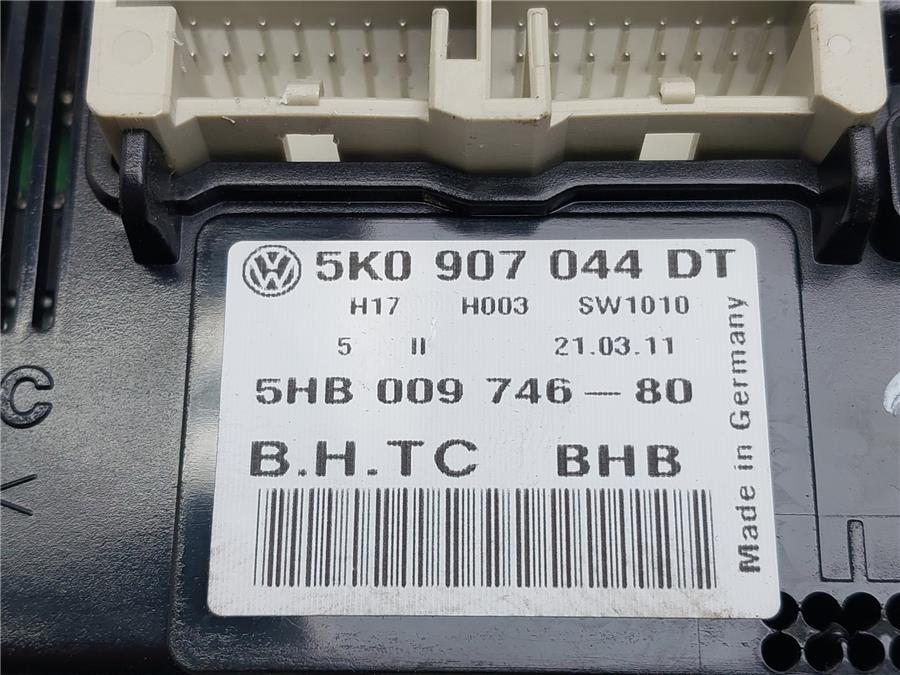 5K0 907 044 DT
H17 H003 SW1010
5 II 21.03.11
5HB 009 746-80
B.H.TC BHB
Made in Germany
C